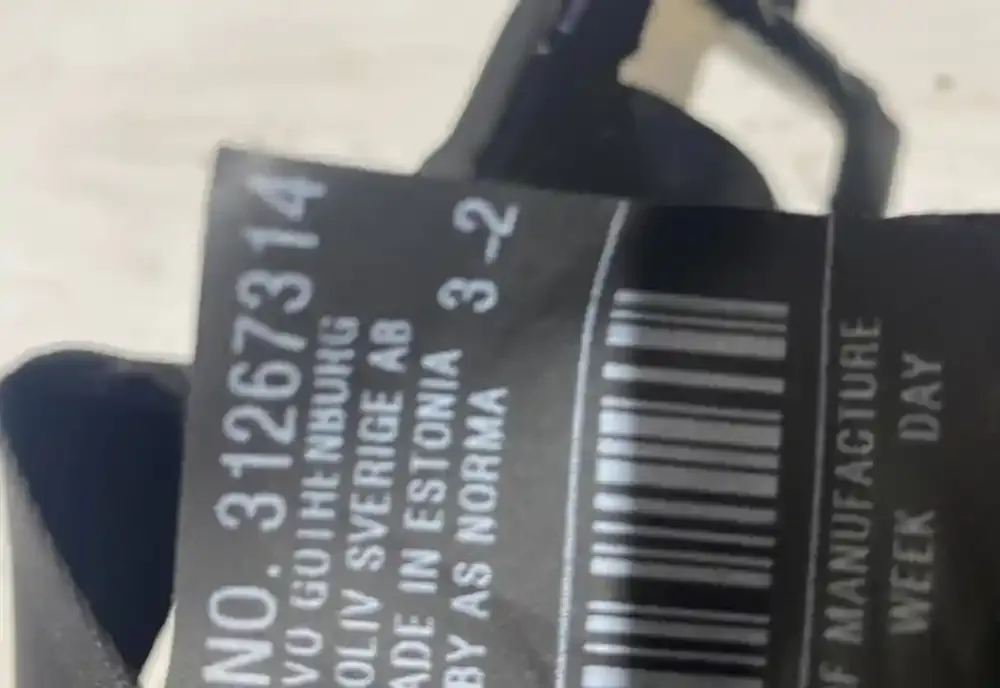 NO. 31267314
VO GOTHENBURG
OLIV SVERIGE AB
ADE IN ESTONIA
BY AS NORMA 3-2
F MANUFACTURE
WEEK DAY